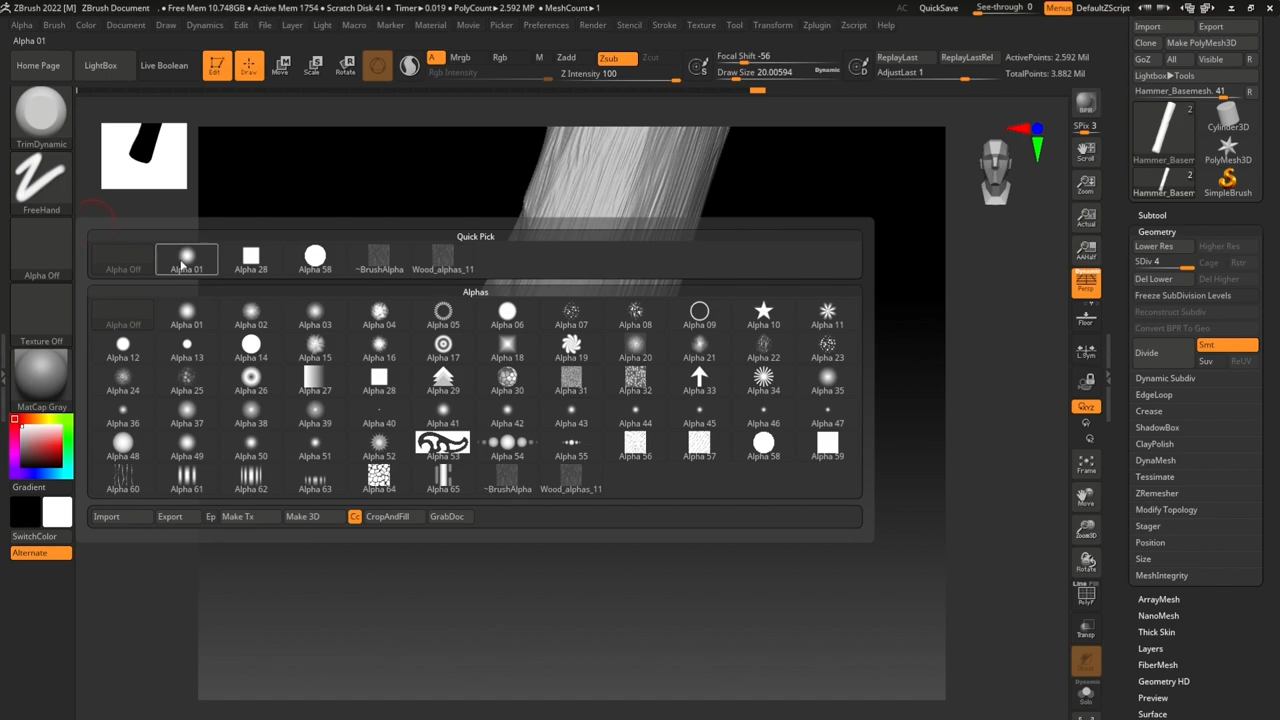 ZBrush 2022 [M] ZBrush Document , ● Free Mem 10.748GB ● Active Mem 1754 ● Scratch Disk 41 ● Timer▶0.019 ● PolyCount▶2.592 MP ● MeshCount▶1 AC QuickSave See-through 0 Menus DefaultZScript
Alpha Brush Color Document Draw Dynamics Edit File Layer Light Macro Marker Material Movie Picker Preferences Render Stencil Stroke Texture Tool Transform Zplugin Zscript Help
Alpha 01
Home Page LightBox Live Boolean Edit Draw Move Scale Rotate A Mrgb Rgb M Zadd Zsub Zcut
Rgb Intensity Z Intensity 100
Focal Shift -56
Draw Size 20.00594 Dynamic
S D
ReplayLast ReplayLastRel
AdjustLast 1
ActivePoints: 2.592 Mil
TotalPoints: 3.882 Mil
TrimDynamic
FreeHand
Alpha Off
Texture Off
MatCap Gray
Gradient
SwitchColor
Alternate
Quick Pick
Alpha Off Alpha 01 Alpha 28 Alpha 58 ~BrushAlpha Wood_alphas_11
Alphas
Alpha Off Alpha 01 Alpha 02 Alpha 03 Alpha 04 Alpha 05 Alpha 06 Alpha 07 Alpha 08 Alpha 09 Alpha 10 Alpha 11
Alpha 12 Alpha 13 Alpha 14 Alpha 15 Alpha 16 Alpha 17 Alpha 18 Alpha 19 Alpha 20 Alpha 21 Alpha 22 Alpha 23
Alpha 24 Alpha 25 Alpha 26 Alpha 27 Alpha 28 Alpha 29 Alpha 30 Alpha 31 Alpha 32 Alpha 33 Alpha 34 Alpha 35
Alpha 36 Alpha 37 Alpha 38 Alpha 39 Alpha 40 Alpha 41 Alpha 42 Alpha 43 Alpha 44 Alpha 45 Alpha 46 Alpha 47
Alpha 48 Alpha 49 Alpha 50 Alpha 51 Alpha 52 Alpha 53 Alpha 54 Alpha 55 Alpha 56 Alpha 57 Alpha 58 Alpha 59
Alpha 60 Alpha 61 Alpha 62 Alpha 63 Alpha 64 Alpha 65 ~BrushAlpha Wood_alphas_11
Import Export Ep Make Tx Make 3D Cc CropAndFill GrabDoc
BPR
SPix 3
Scroll
Zoom
Actual
AAHalf
Dynamic
Persp
Floor
L.Sym
XYZ
Frame
Move
Zoom3D
Rotate
Line Fill
PolyF
Transp
Dynamic
Solo
Import Export
Clone Make PolyMesh3D
GoZ All Visible R
Lightbox▶Tools
Hammer_Basemesh. 41 R
2
Hammer_Basem
Cylinder3D
PolyMesh3D
2
Hammer_Basem
SimpleBrush
Subtool
Geometry
Lower Res Higher Res
SDiv 4 Cage Rstr
Del Lower Del Higher
Freeze SubDivision Levels
Reconstruct Subdiv
Convert BPR To Geo
Divide Smt
Suv ReUV
Dynamic Subdiv
EdgeLoop
Crease
ShadowBox
ClayPolish
DynaMesh
Tessimate
ZRemesher
Modify Topology
Stager
Position
Size
MeshIntegrity
ArrayMesh
NanoMesh
Thick Skin
Layers
FiberMesh
Geometry HD
Preview
Surface